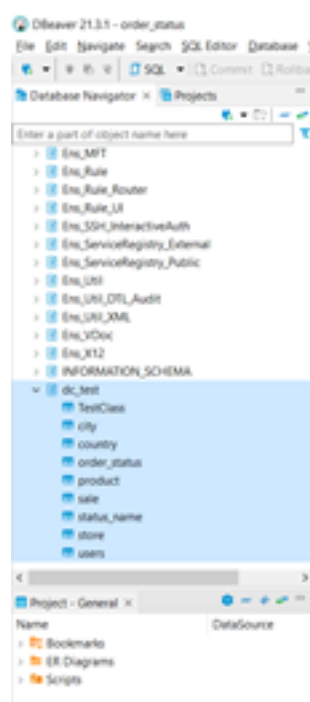 DBeaver 21.3.1 - order_status
File Edit Navigate Search SQL Editor Database
SQL Commit Rollba
Database Navigator Projects
Enter a part of object name here
Ens_MFT
Ens_Rule
Ens_Rule_Router
Ens_Rule_UI
Ens_SSH_InteractiveAuth
Ens_ServiceRegistry_External
Ens_ServiceRegistry_Public
Ens_Util
Ens_Util_DTL_Audit
Ens_Util_XML
Ens_VDoc
Ens_X12
INFORMATION_SCHEMA
dc_test
TestClass
city
country
order_status
product
sale
status_name
store
users
Project - General
Name DataSource
Bookmarks
ER Diagrams
Scripts